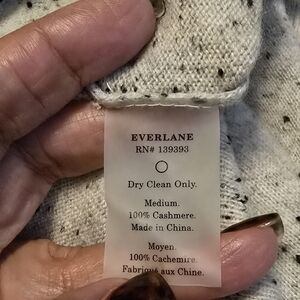 EVERLANE
RN# 139393
Dry Clean Only.
Medium.
100% Cashmere.
Made in China.
Moyen.
100% Cachemire.
Fabriqué aux Chine.